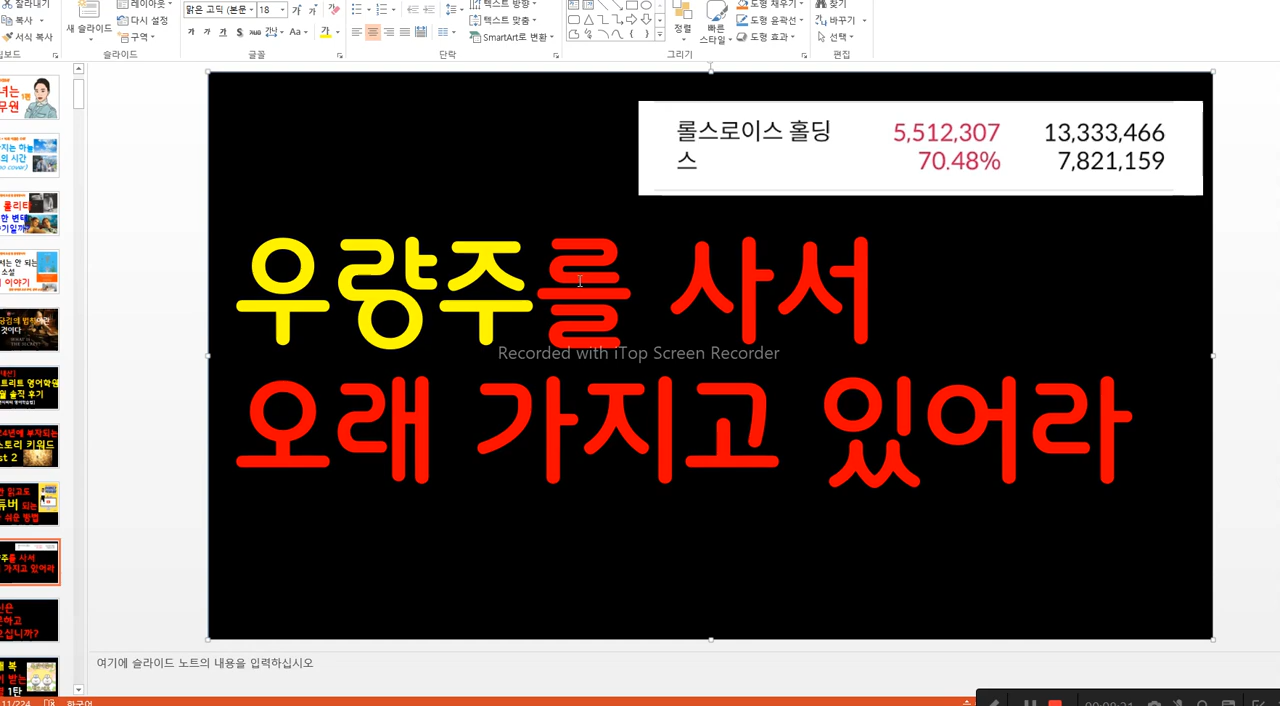 잘라내기
복사
서식 복사
새 슬라이드
레이아웃
다시 설정
구역
슬라이드
맑은 고딕 (본문
18
글꼴
텍스트 방향
텍스트 맞춤
SmartArt로 변환
단락
정렬
빠른
스타일
도형 채우기
도형 윤곽선
도형 효과
그리기
찾기
바꾸기
선택
편집
롤스로이스 홀딩 5,512,307 13,333,466
스 70.48% 7,821,159
우량주를 사서
Recorded with iTop Screen Recorder
오래 가지고 있어라
여기에 슬라이드 노트의 내용을 입력하십시오
11/224
한국어